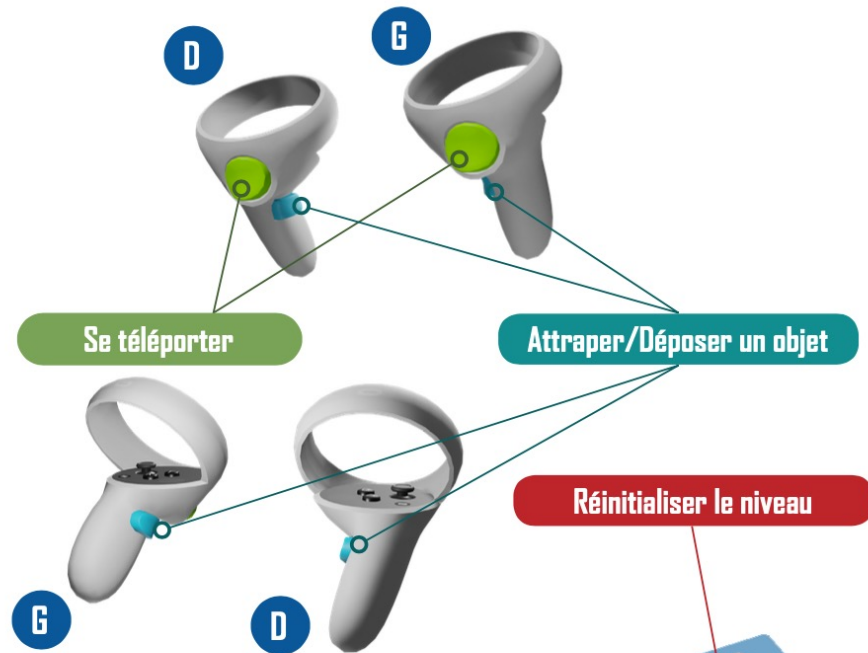 D
G
Se téléporter
Attraper/Déposer un objet
Réinitialiser le niveau
G
D